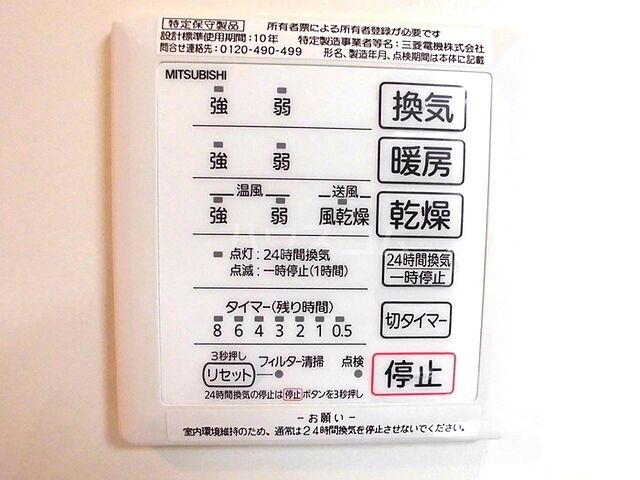 特定保守製品 所有者票による所有者登録が必要です
設計標準使用期間:10年 特定製造事業者等名:三菱電機株式会社
問合せ連絡先:0120-490-499 形名、製造年月、点検期間は本体に記載
MITSUBISHI
強 弱 換気
強 弱 暖房
温風 送風
強 弱 風乾燥 乾燥
点灯:24時間換気
点滅:一時停止(1時間)
24時間換気
一時停止
タイマー(残り時間)
8 6 4 3 2 1 0.5
切タイマー
3秒押し
リセット フィルター清掃 点検
停止
24時間換気の停止は停止ボタンを3秒押し
-お願い-
室内環境維持のため、通常は24時間換気を停止させないでください。